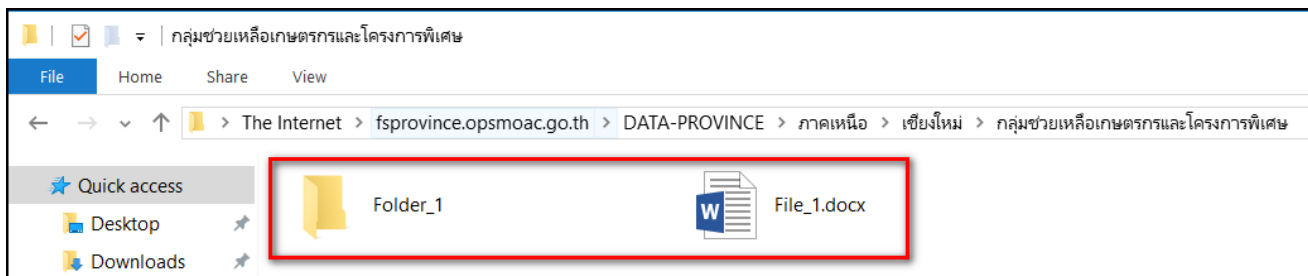 กลุ่มช่วยเหลือเกษตรกรและโครงการพิเศษ
File Home Share View
The Internet > fsprovince.opsmoac.go.th > DATA-PROVINCE > ภาคเหนือ > เชียงใหม่ > กลุ่มช่วยเหลือเกษตรกรและโครงการพิเศษ
Quick access
Folder_1 File_1.docx
Desktop
Downloads